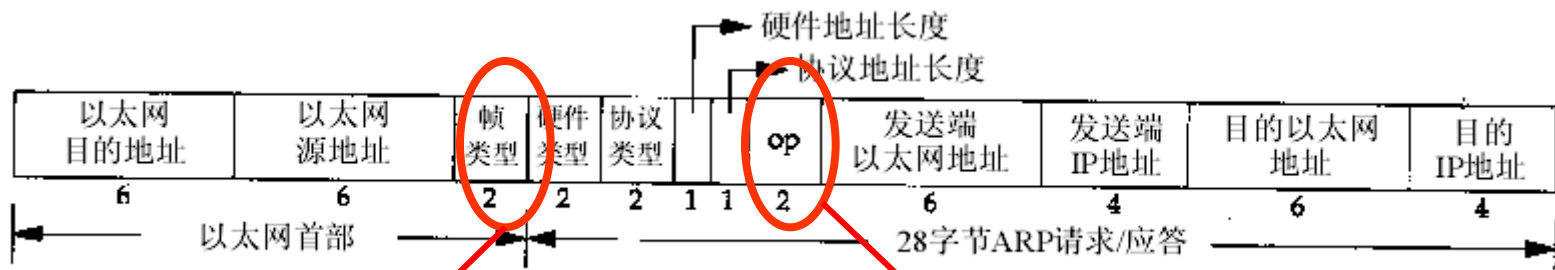 硬件地址长度
协议地址长度
以太网 以太网 帧 硬件 协议 op 发送端 发送端 目的以太网 目的
目的地址 源地址 类型 类型 类型 以太网地址 IP地址 地址 IP地址
6 6 2 2 2 1 1 2 6 4 6 4
以太网首部 28字节ARP请求/应答